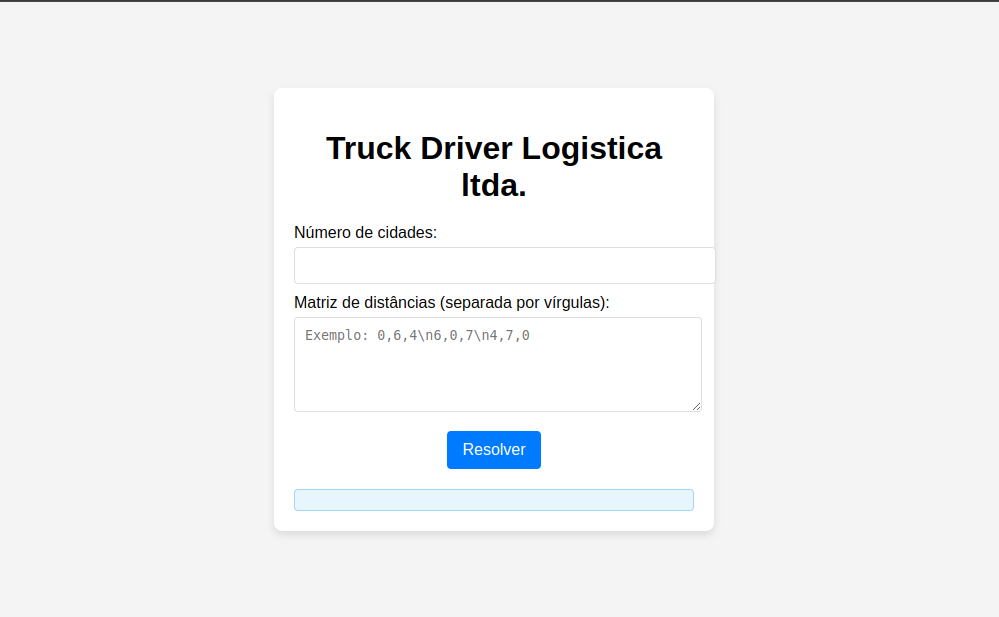 Truck Driver Logistica
ltda.
Número de cidades:
Matriz de distâncias (separada por vírgulas):
Exemplo: 0,6,4\n6,0,7\n4,7,0
Resolver